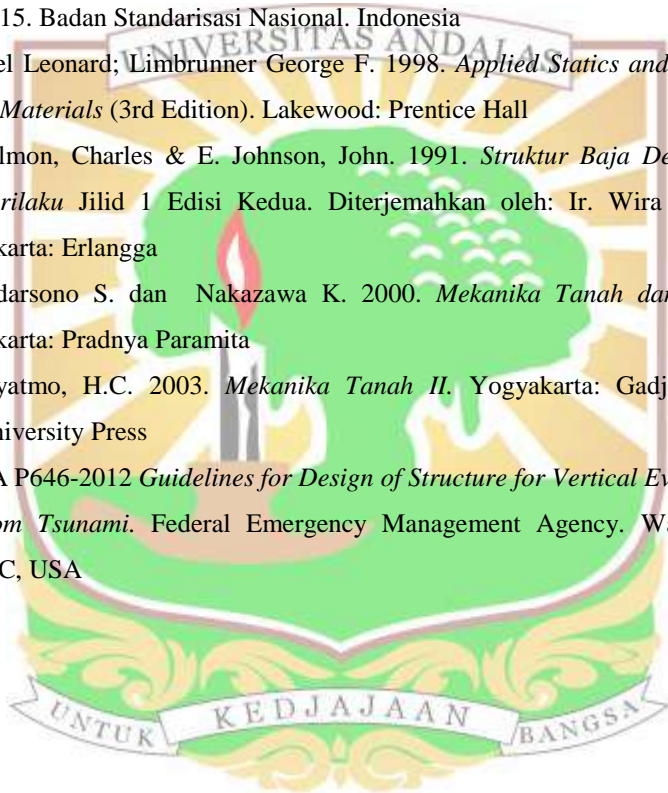 15. Badan Standarisasi Nasional. Indonesia
UNIVERSITAS ANDALAS
el Leonard; Limbrunner George F. 1998. Applied Statics and
Materials (3rd Edition). Lakewood: Prentice Hall
lmon, Charles & E. Johnson, John. 1991. Struktur Baja De
rilaku Jilid 1 Edisi Kedua. Diterjemahkan oleh: Ir. Wira
karta: Erlangga
darsono S. dan Nakazawa K. 2000. Mekanika Tanah dan
karta: Pradnya Paramita
yatmo, H.C. 2003. Mekanika Tanah II. Yogyakarta: Gadj
niversity Press
A P646-2012 Guidelines for Design of Structure for Vertical Ev
om Tsunami. Federal Emergency Management Agency. Wa
C, USA
UNTUK KEDJAJAAN BANGSA